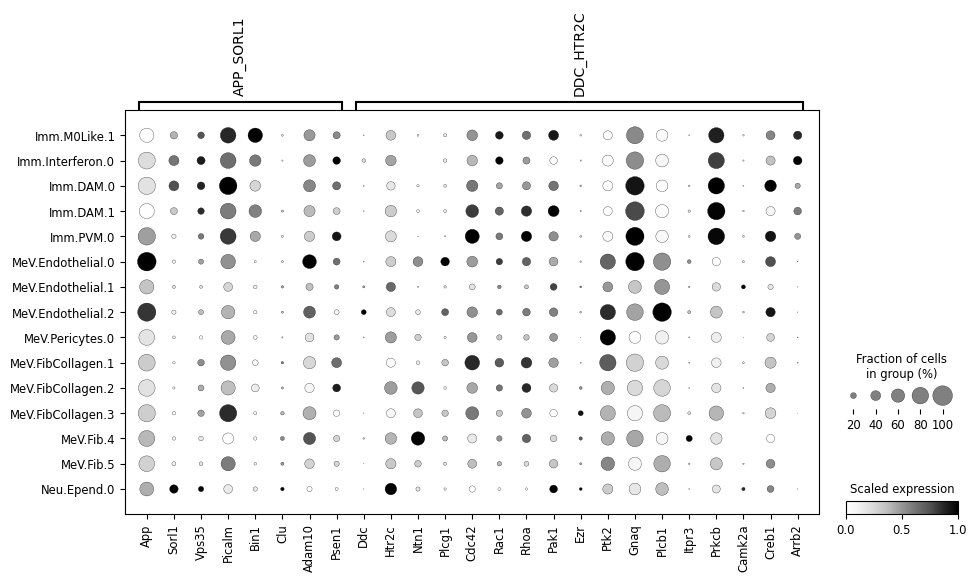 APP_SORL1
DDC_HTR2C
Imm.M0Like.1
Imm.Interferon.0
Imm.DAM.0
Imm.DAM.1
Imm.PVM.0
MeV.Endothelial.0
MeV.Endothelial.1
MeV.Endothelial.2
MeV.Pericytes.0
MeV.FibCollagen.1
MeV.FibCollagen.2
MeV.FibCollagen.3
MeV.Fib.4
MeV.Fib.5
Neu.Epend.0
App
Sorl1
Vps35
Picalm
Bin1
Clu
Adam10
Psen1
Ddc
Htr2c
Ntn1
Plcg1
Cdc42
Rac1
Rhoa
Pak1
Ezr
Ptk2
Gnaq
Plcb1
Itpr3
Prkcb
Camk2a
Creb1
Arrb2
Fraction of cells
in group (%)
20 40 60 80 100
Scaled expression
0.0 0.5 1.0